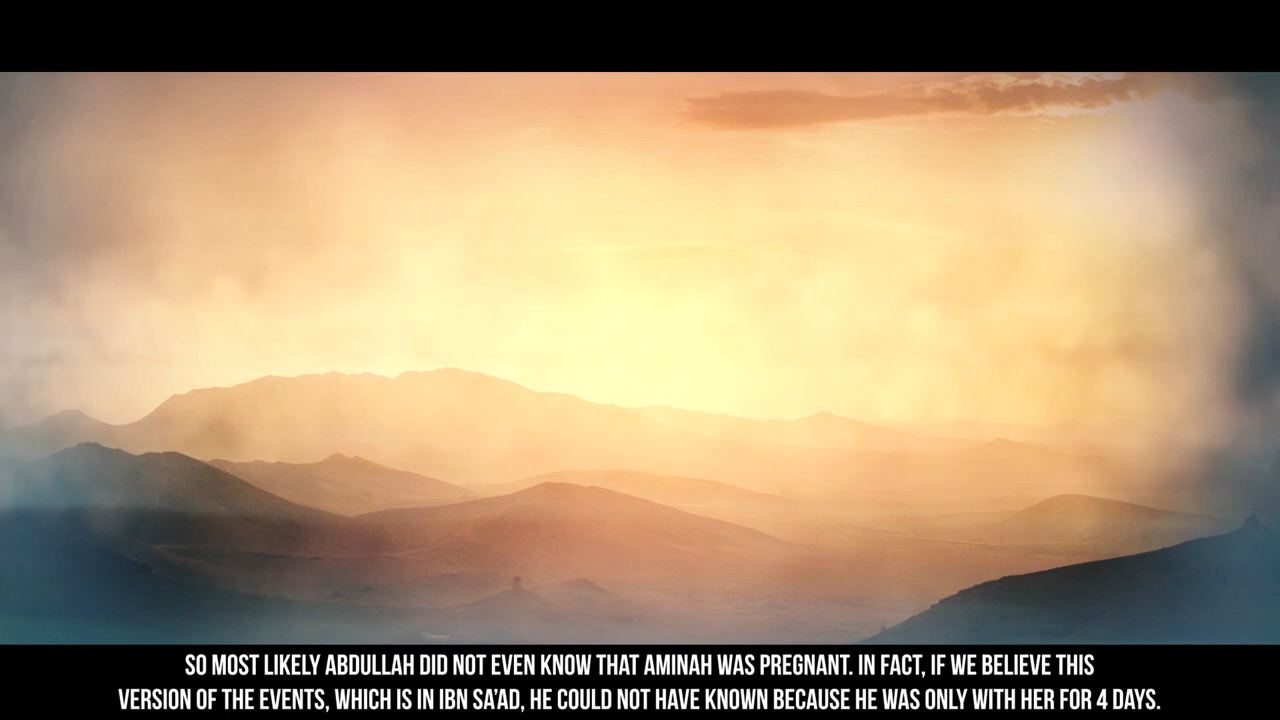 SO MOST LIKELY ABDULLAH DID NOT EVEN KNOW THAT AMINAH WAS PREGNANT. IN FACT, IF WE BELIEVE THIS
VERSION OF THE EVENTS, WHICH IS IN IBN SA'AD, HE COULD NOT HAVE KNOWN BECAUSE HE WAS ONLY WITH HER FOR 4 DAYS.